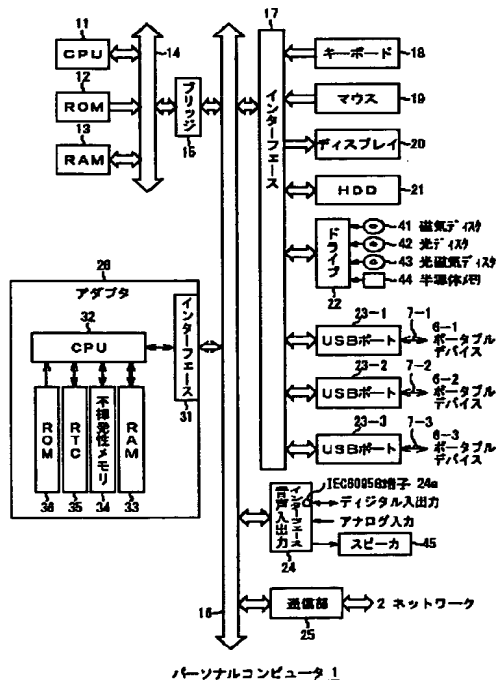 11
CPU
12
ROM
13
RAM
14
ブリッジ
15
17
インターフェース
キーボード 18
マウス 19
ディスプレイ 20
HDD 21
ドライブ
22
41 磁気ディスク
42 光ディスク
43 光磁気ディスク
44 半導体メモリ
23-1
USBポート
7-1
6-1
ポータブル
デバイス
23-2
USBポート
7-2
6-2
ポータブル
デバイス
23-3
USBポート
7-3
6-3
ポータブル
デバイス
26
アダプタ
32
CPU
インターフェース
31
ROM
36
RTC
35
不揮発性メモリ
34
RAM
33
音声入出力
インターフェース
24
IEC60958端子 24a
ディジタル入出力
アナログ入力
スピーカ 45
16
通信部
25
2 ネットワーク
パーソナルコンピュータ 1